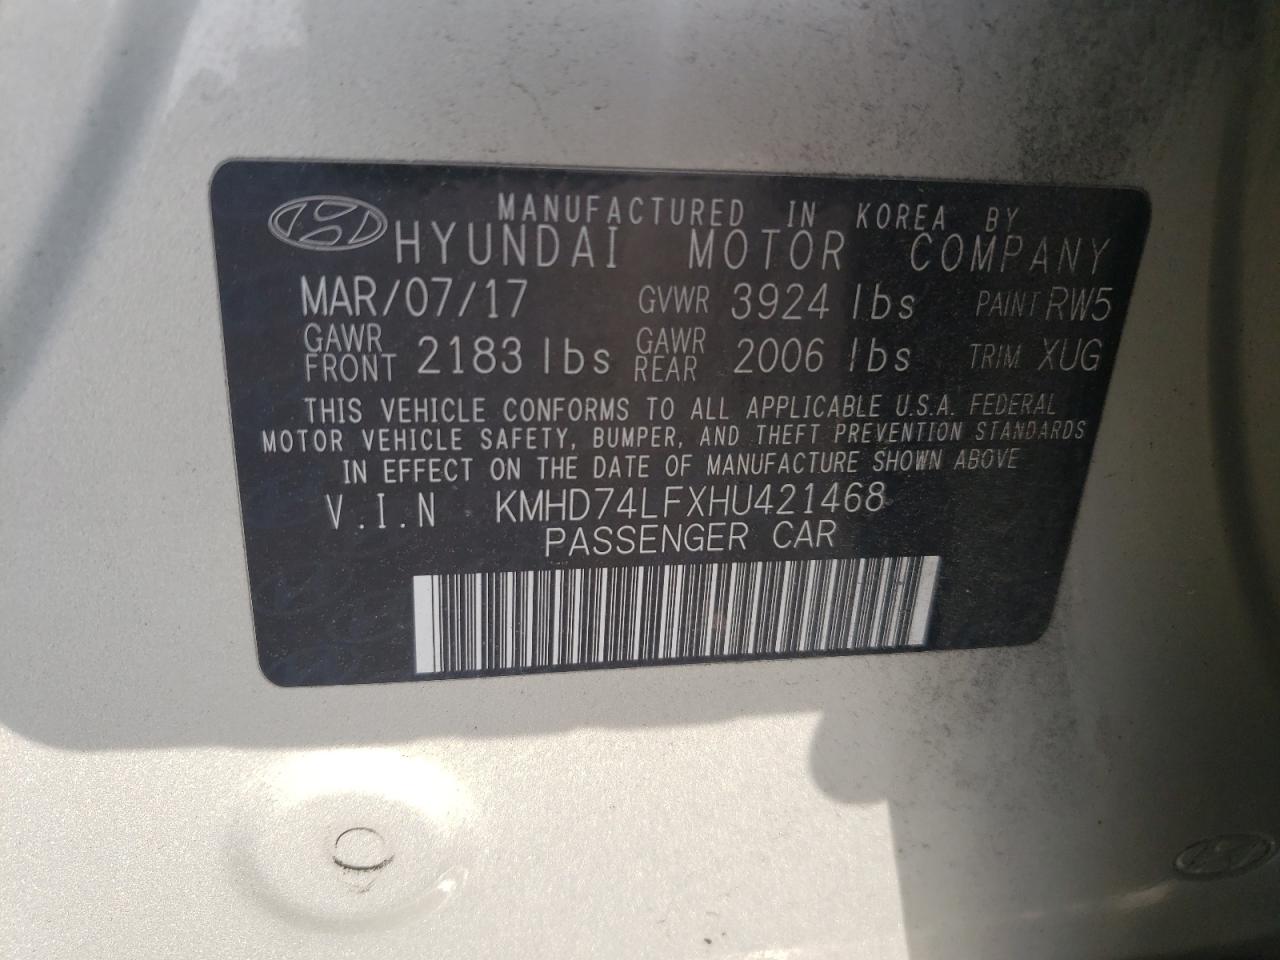 MANUFACTURED IN KOREA BY
HYUNDAI MOTOR COMPANY
MAR/07/17 GVWR 3924 lbs PAINT RW5
GAWR FRONT 2183 lbs GAWR REAR 2006 lbs TRIM XUG
THIS VEHICLE CONFORMS TO ALL APPLICABLE U.S.A. FEDERAL
MOTOR VEHICLE SAFETY, BUMPER, AND THEFT PREVENTION STANDARDS
IN EFFECT ON THE DATE OF MANUFACTURE SHOWN ABOVE
V.I.N KMHD74LFXHU421468
PASSENGER CAR